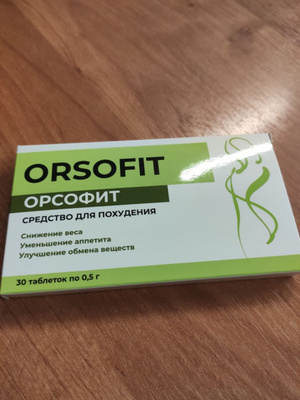 ORSOFIT
ОРСОФИТ
СРЕДСТВО ДЛЯ ПОХУДЕНИЯ
Снижение веса
Уменьшение аппетита
Улучшение обмена веществ
30 таблеток по 0,5 г